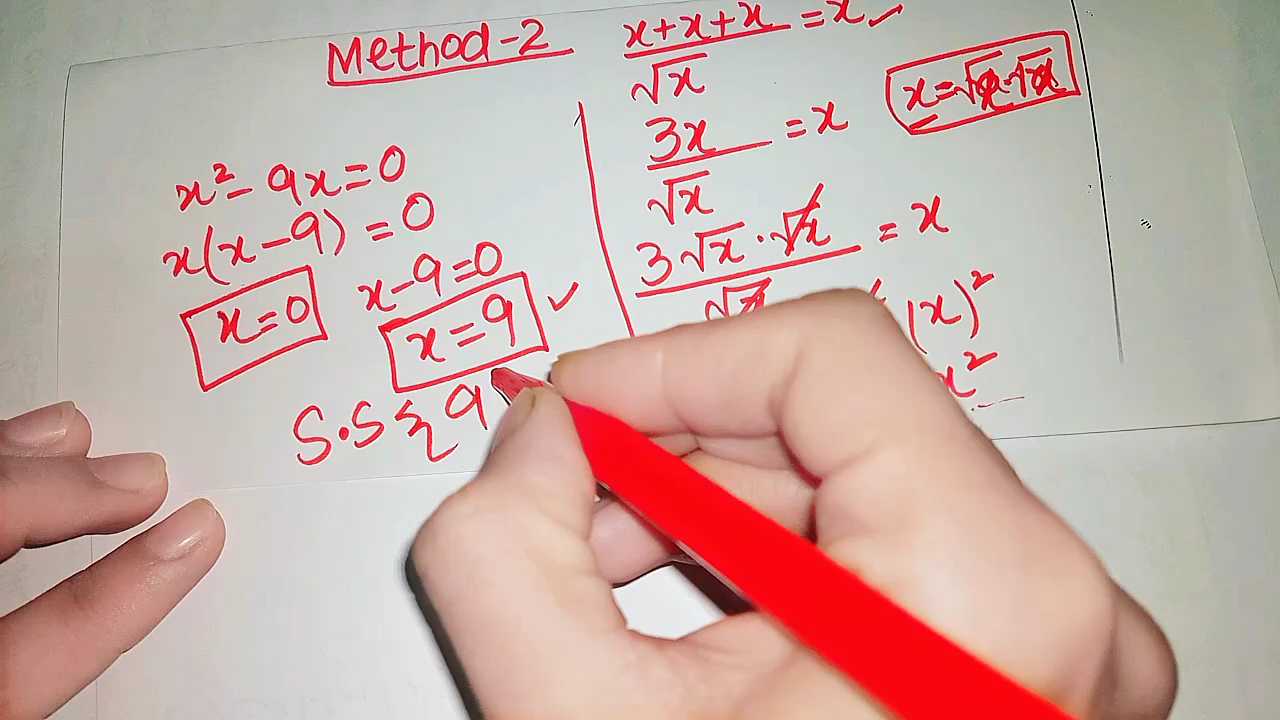 Method-2
x+x+x/√x = x ✓
x=√x·√x
3x/√x = x
3√x·√x/√x = x
(x)²
x²
x²-9x=0
x(x-9)=0
x=0
x-9=0
x=9 ✓
S.S {9